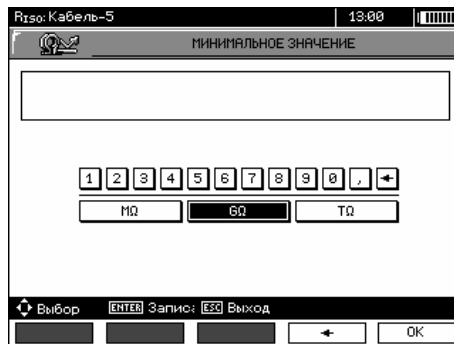 RISO: Кабель-5 13:00
МИНИМАЛЬНОЕ ЗНАЧЕНИЕ
1 2 3 4 5 6 7 8 9 0 , ←
MΩ GΩ TΩ
Выбор ENTER Запись ESC Выход
← OK